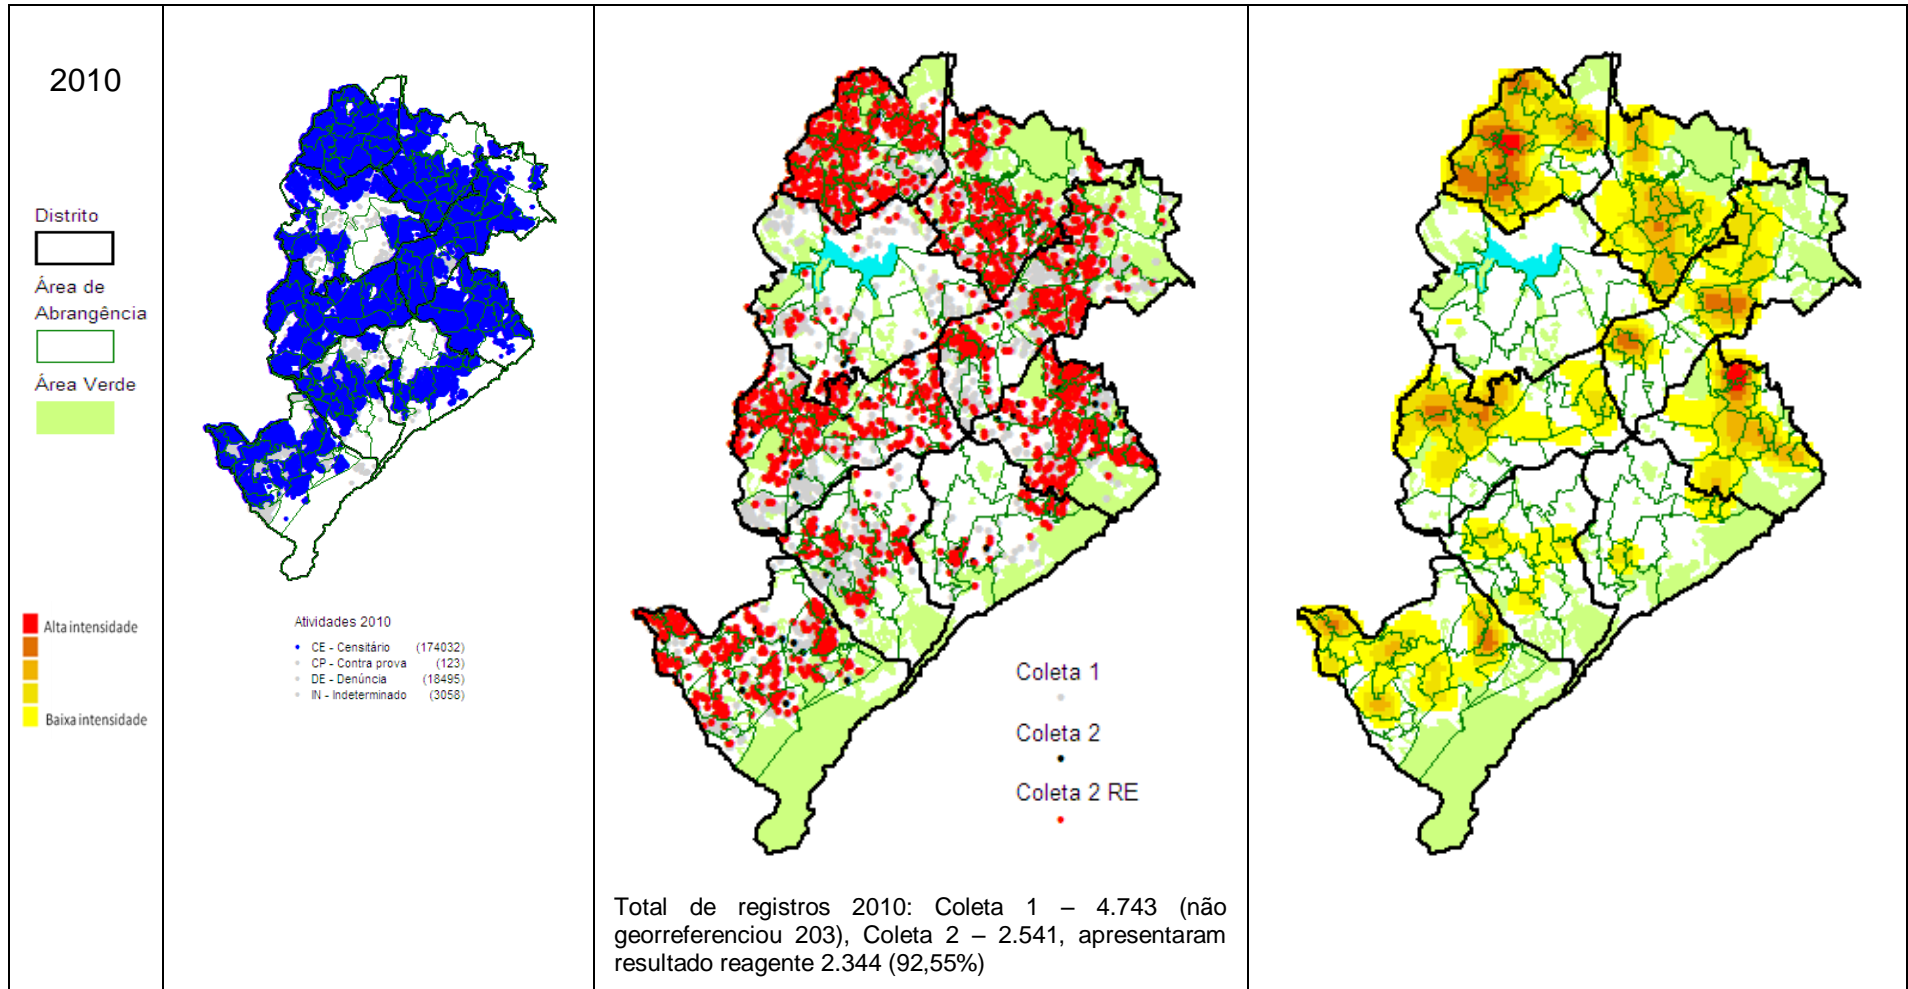 2010
Distrito
Área de
Abrangência
Área Verde
Alta intensidade
Baixa intensidade
Atividades 2010
CE - Censitário (174032)
CP - Contra prova (123)
DE - Denúncia (18495)
IN - Indeterminado (3058)
Coleta 1
Coleta 2
Coleta 2 RE
Total de registros 2010: Coleta 1 – 4.743 (não
georreferenciou 203), Coleta 2 – 2.541, apresentaram
resultado reagente 2.344 (92,55%)